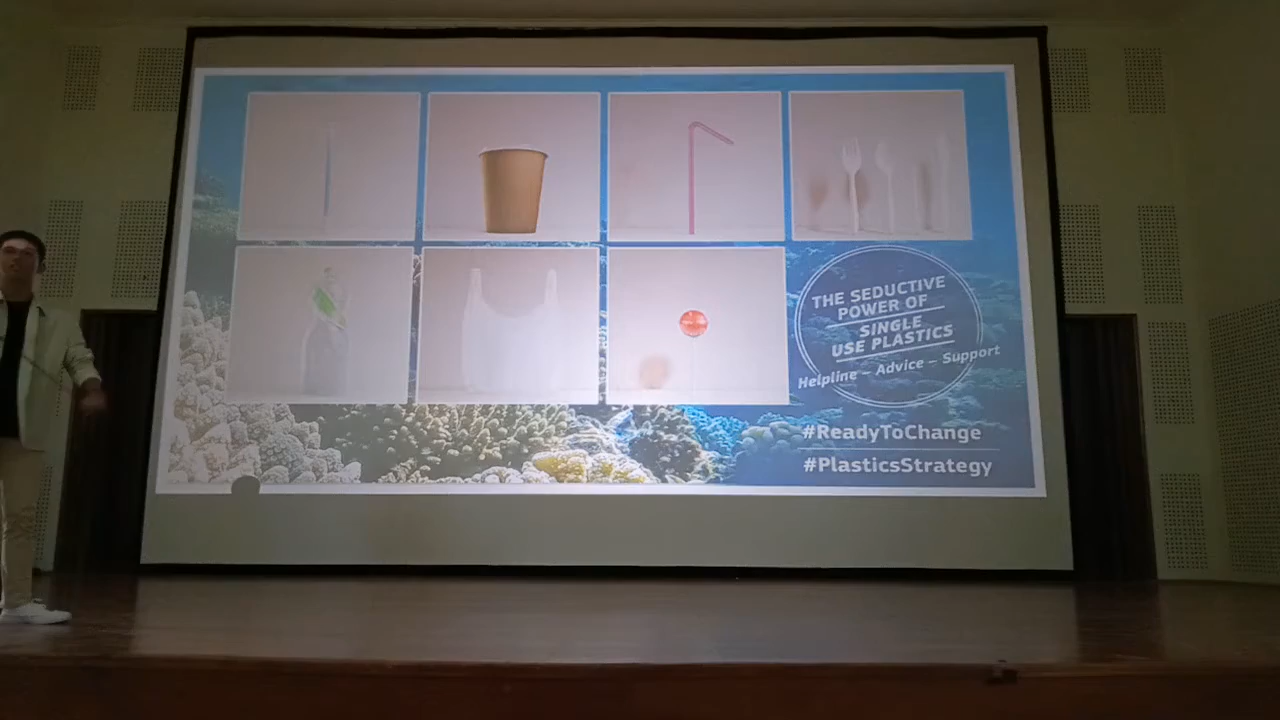 THE SEDUCTIVE
POWER OF
SINGLE
USE PLASTICS
Helpline – Advice – Support
#ReadyToChange
#PlasticsStrategy